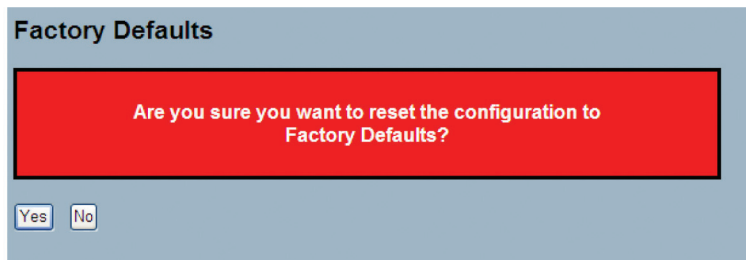 Factory Defaults
Are you sure you want to reset the configuration to
Factory Defaults?
Yes No